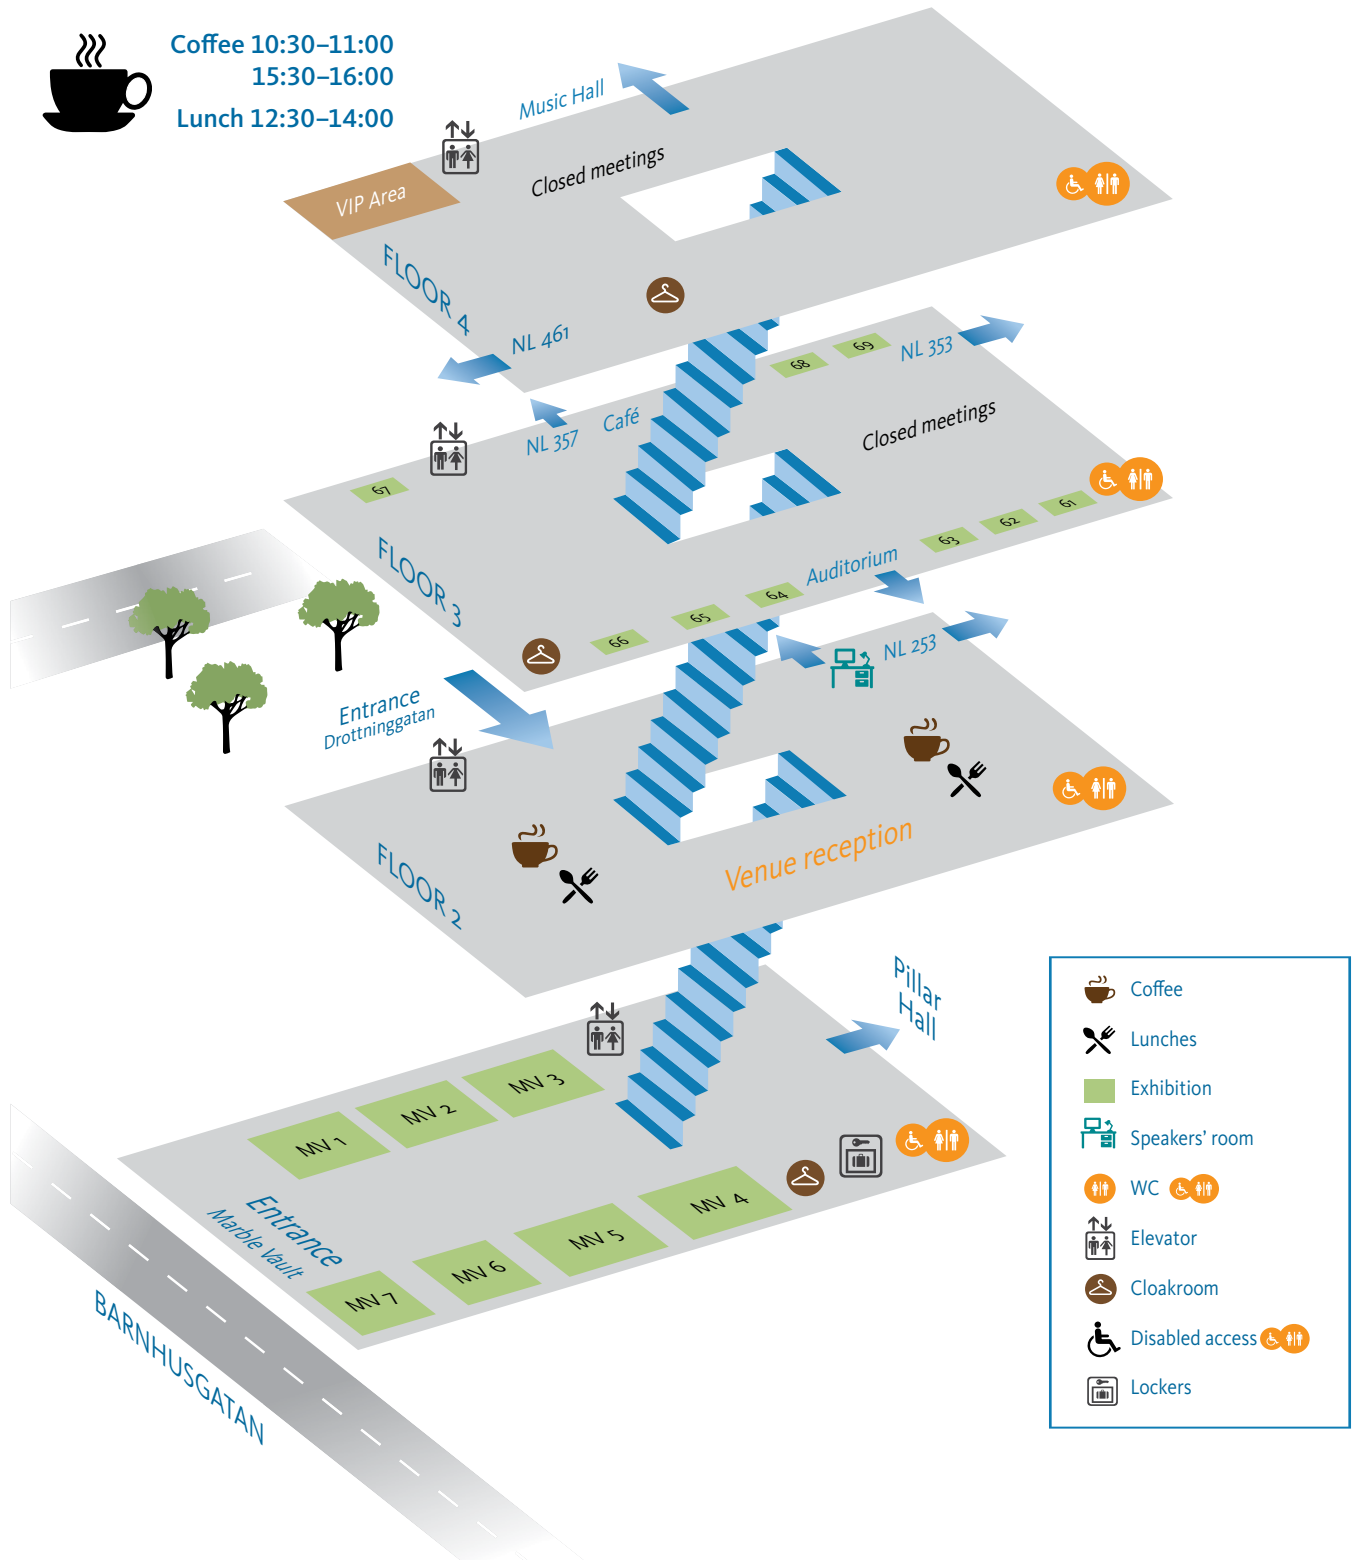 Coffee 10:30–11:00
15:30–16:00
Lunch 12:30–14:00
Music Hall
Closed meetings
VIP Area
FLOOR 4
NL 461
68
69
NL 353
NL 357
Café
Closed meetings
67
FLOOR 3
61
62
63
Auditorium
64
65
66
NL 253
Entrance
Drottninggatan
FLOOR 2
Venue reception
Pillar
Hall
MV 1
MV 2
MV 3
MV 4
MV 5
MV 6
MV 7
Entrance
Marble Vault
BARNHUSGATAN
Coffee
Lunches
Exhibition
Speakers’ room
WC
Elevator
Cloakroom
Disabled access
Lockers